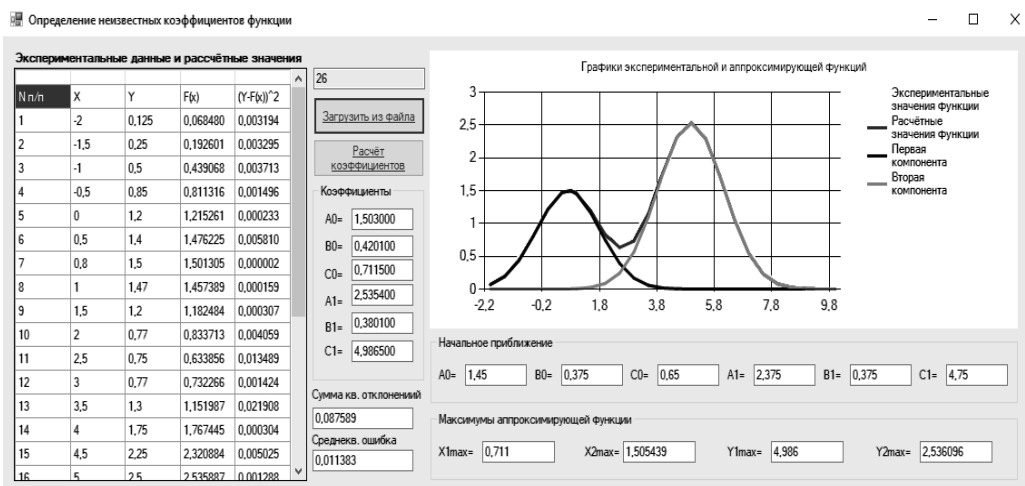 Определение неизвестных коэффициентов функции
Экспериментальные данные и рассчётные значения
N п/п X Y F(x) (Y-F(x))^2
1 -2 0,125 0,068480 0,003194
2 -1,5 0,25 0,192601 0,003295
3 -1 0,5 0,439068 0,003713
4 -0,5 0,85 0,811316 0,001496
5 0 1,2 1,215261 0,000233
6 0,5 1,4 1,476225 0,005810
7 0,8 1,5 1,501305 0,000002
8 1 1,47 1,457389 0,000159
9 1,5 1,2 1,182484 0,000307
10 2 0,77 0,833713 0,004059
11 2,5 0,75 0,633856 0,013489
12 3 0,77 0,732266 0,001424
13 3,5 1,3 1,151987 0,021908
14 4 1,75 1,767445 0,000304
15 4,5 2,25 2,320884 0,005025
16 5 2,5 2,535887 0,001288
26
Загрузить из файла
Расчёт
коэффициентов
Коэффициенты
A0= 1,503000
B0= 0,420100
C0= 0,711500
A1= 2,535400
B1= 0,380100
C1= 4,986500
Сумма кв. отклонениий
0,087589
Среднекв. ошибка
0,011383
Графики экспериментальной и аппроксимирующей функций
3
2,5
2
1,5
1
0,5
0
-2,2 -0,2 1,8 3,8 5,8 7,8 9,8
Экспериментальные
значения функции
Расчётные
значения функции
Первая
компонента
Вторая
компонента
Начальное приближение
A0= 1,45 B0= 0,375 C0= 0,65 A1= 2,375 B1= 0,375 C1= 4,75
Максимумы аппроксимирующей функции
X1max= 0,711 X2max= 1,505439 Y1max= 4,986 Y2max= 2,536096